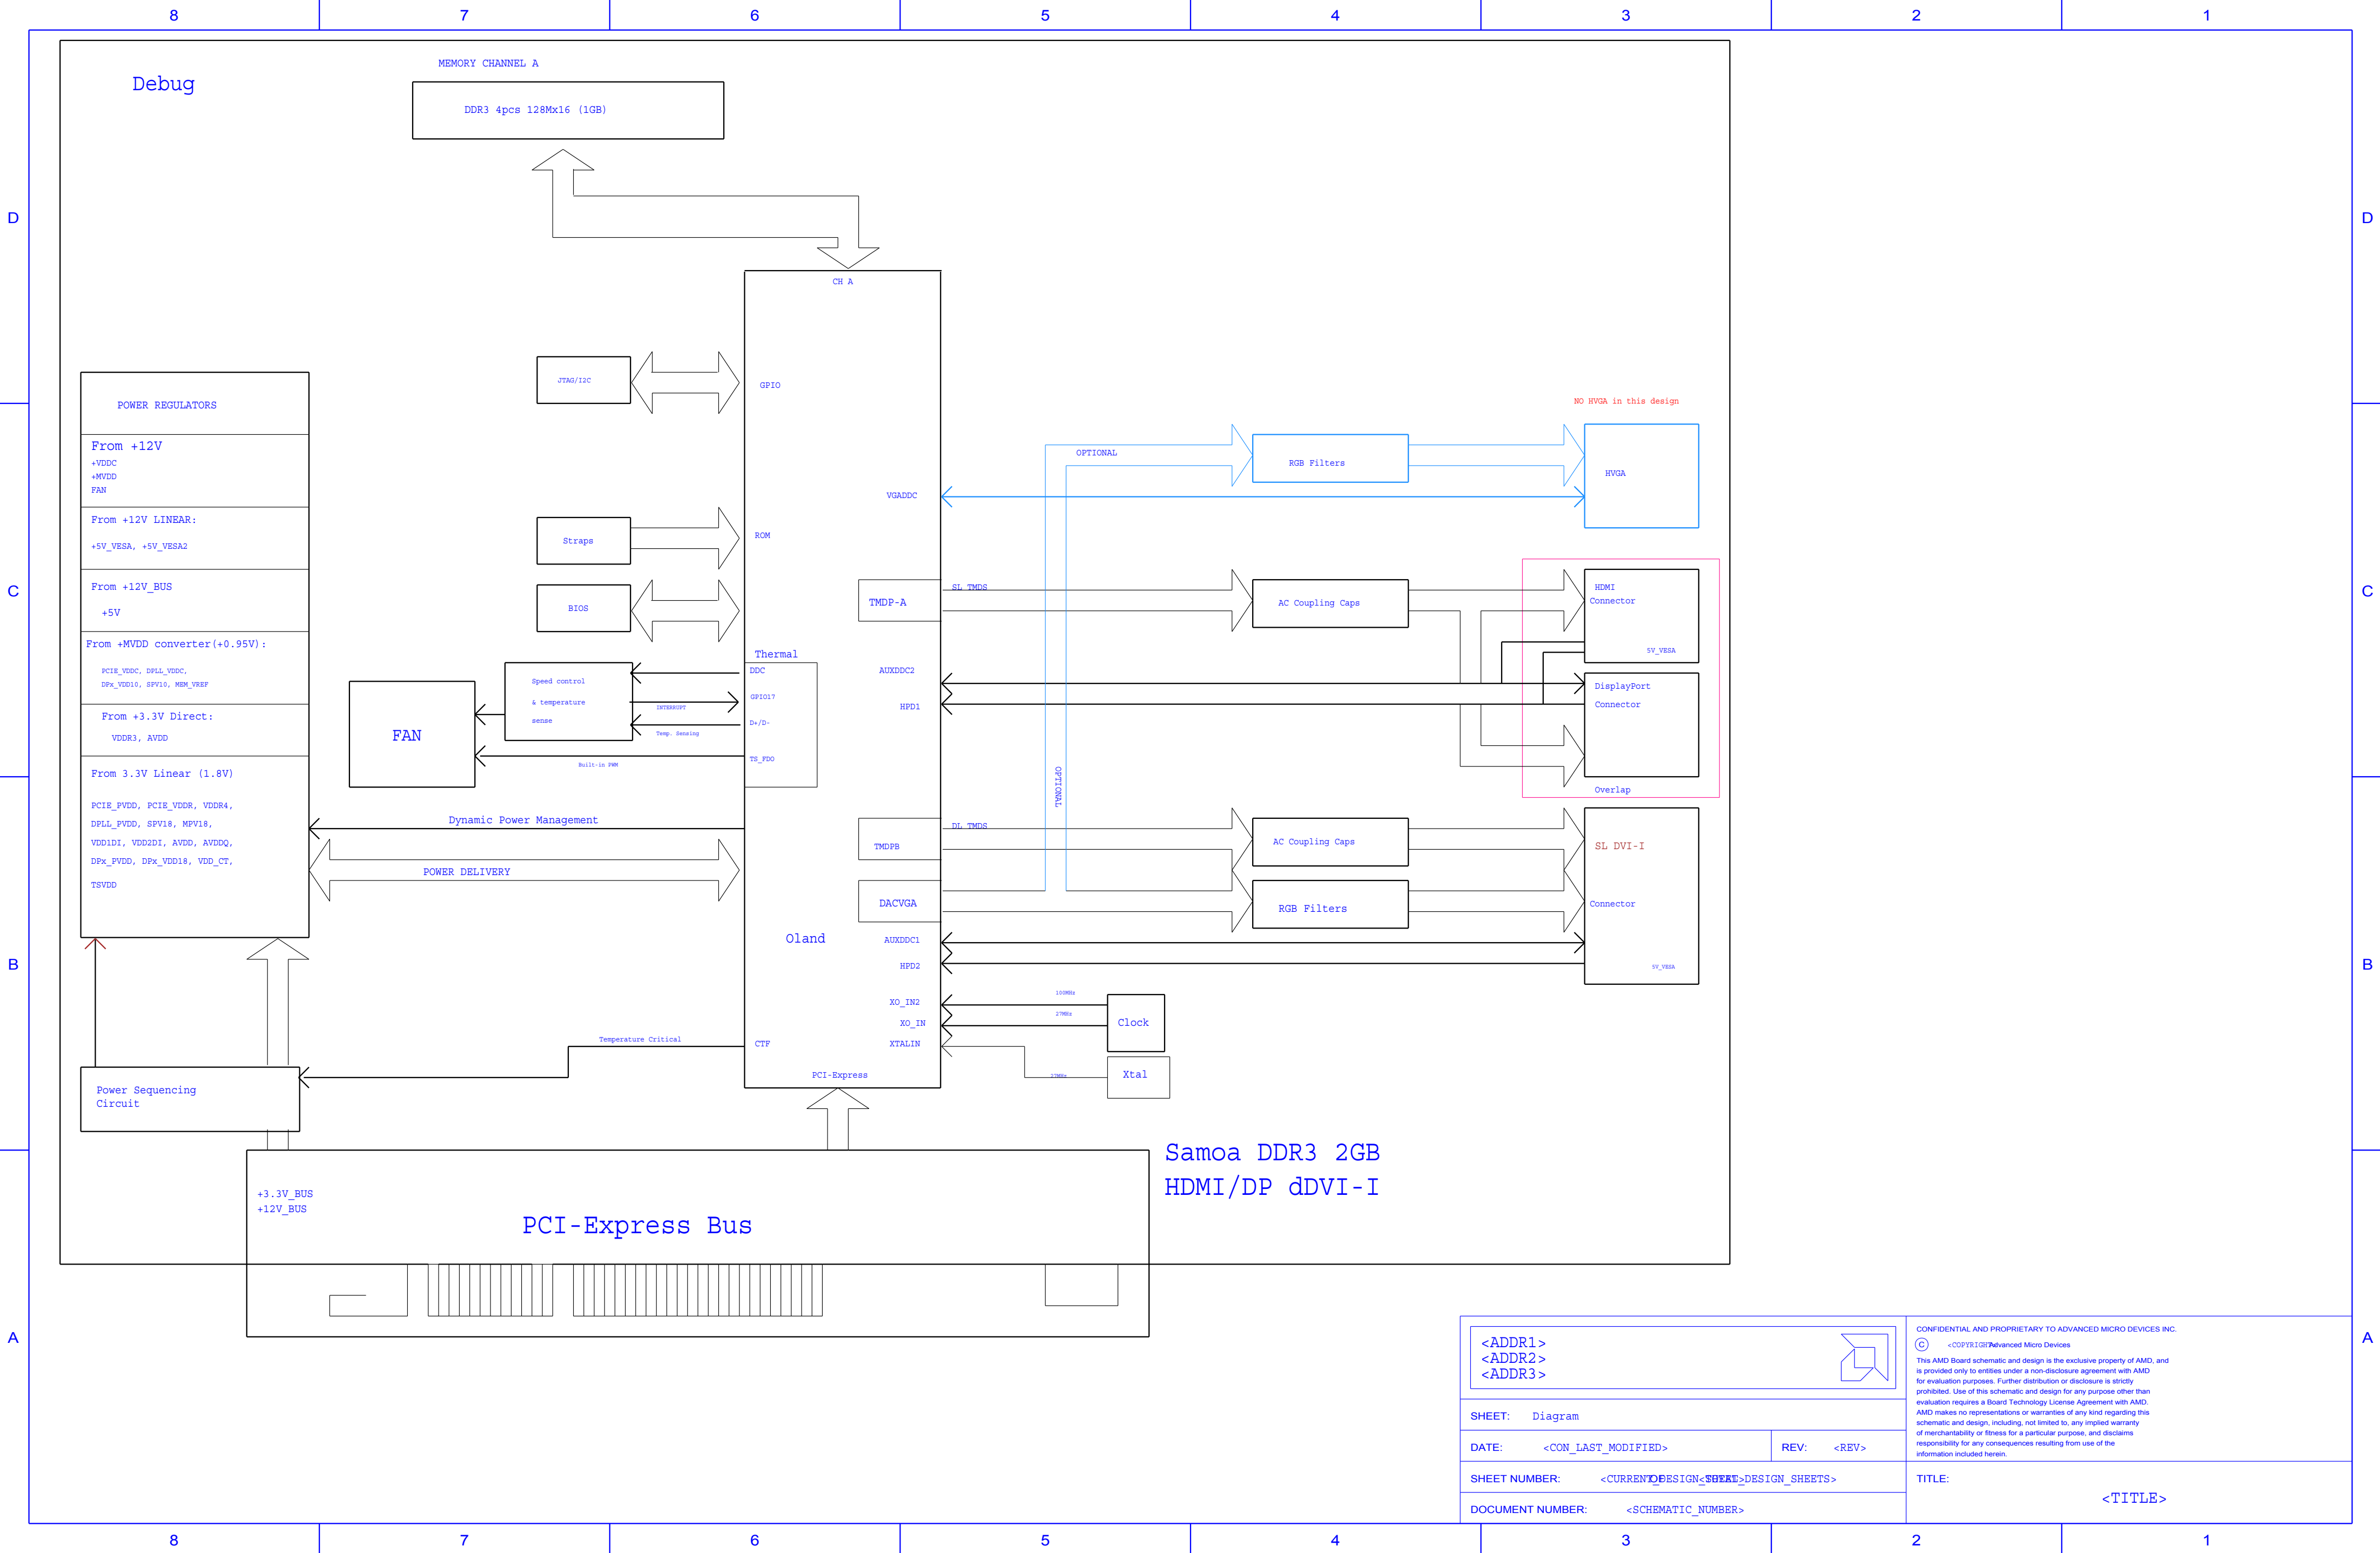 8 7 6 5 4 3 2 1
MEMORY CHANNEL A
Debug
DDR3 4pcs 128Mx16 (1GB)
D D
CH A
JTAG/I2C
GPIO
POWER REGULATORS
From +12V
+VDDC
+MVDD
FAN
From +12V LINEAR:
+5V_VESA, +5V_VESA2
From +12V_BUS
+5V
From +MVDD converter(+0.95V):
PCIE_VDDC, DPLL_VDDC,
DPx_VDD10, SPV10, MEM_VREF
From +3.3V Direct:
VDDR3, AVDD
From 3.3V Linear (1.8V)
PCIE_PVDD, PCIE_VDDR, VDDR4,
DPLL_PVDD, SPV18, MPV18,
VDD1DI, VDD2DI, AVDD, AVDDQ,
DPx_PVDD, DPx_VDD18, VDD_CT,
TSVDD
NO HVGA in this design
OPTIONAL
RGB Filters
HVGA
VGADDC
Straps
ROM
BIOS
C C
SL TMDS
TMDP-A
AC Coupling Caps
HDMI
Connector
5V_VESA
Thermal
DDC
Speed control
& temperature
sense
GPIO17
INTERRUPT
D+/D-
Temp. Sensing
FAN
TS_FDO
Built-in PWM
AUXDDC2
HPD1
DisplayPort
Connector
OPTIONAL
Overlap
Dynamic Power Management
POWER DELIVERY
DL TMDS
TMDPB
AC Coupling Caps
SL DVI-I
DACVGA
RGB Filters
Connector
Oland
AUXDDC1
HPD2
5V_VESA
B B
XO_IN2
100MHz
XO_IN
27MHz
Clock
Temperature Critical
CTF
XTALIN
27MHz
Xtal
PCI-Express
Power Sequencing
Circuit
Samoa DDR3 2GB
HDMI/DP dDVI-I
+3.3V_BUS
+12V_BUS
PCI-Express Bus
A A
<ADDR1>
<ADDR2>
<ADDR3>
SHEET: Diagram
DATE: <CON_LAST_MODIFIED> REV: <REV>
SHEET NUMBER: <CURRENT_DESIGN_SHEET> OF <TOTAL_DESIGN_SHEETS>
DOCUMENT NUMBER: <SCHEMATIC_NUMBER>
CONFIDENTIAL AND PROPRIETARY TO ADVANCED MICRO DEVICES INC.
C <COPYRIGHT> Advanced Micro Devices
This AMD Board schematic and design is the exclusive property of AMD, and
is provided only to entities under a non-disclosure agreement with AMD
for evaluation purposes. Further distribution or disclosure is strictly
prohibited. Use of this schematic and design for any purpose other than
evaluation requires a Board Technology License Agreement with AMD.
AMD makes no representations or warranties of any kind regarding this
schematic and design, including, not limited to, any implied warranty
of merchantability or fitness for a particular purpose, and disclaims
responsibility for any consequences resulting from use of the
information included herein.
TITLE:
<TITLE>
8 7 6 5 4 3 2 1